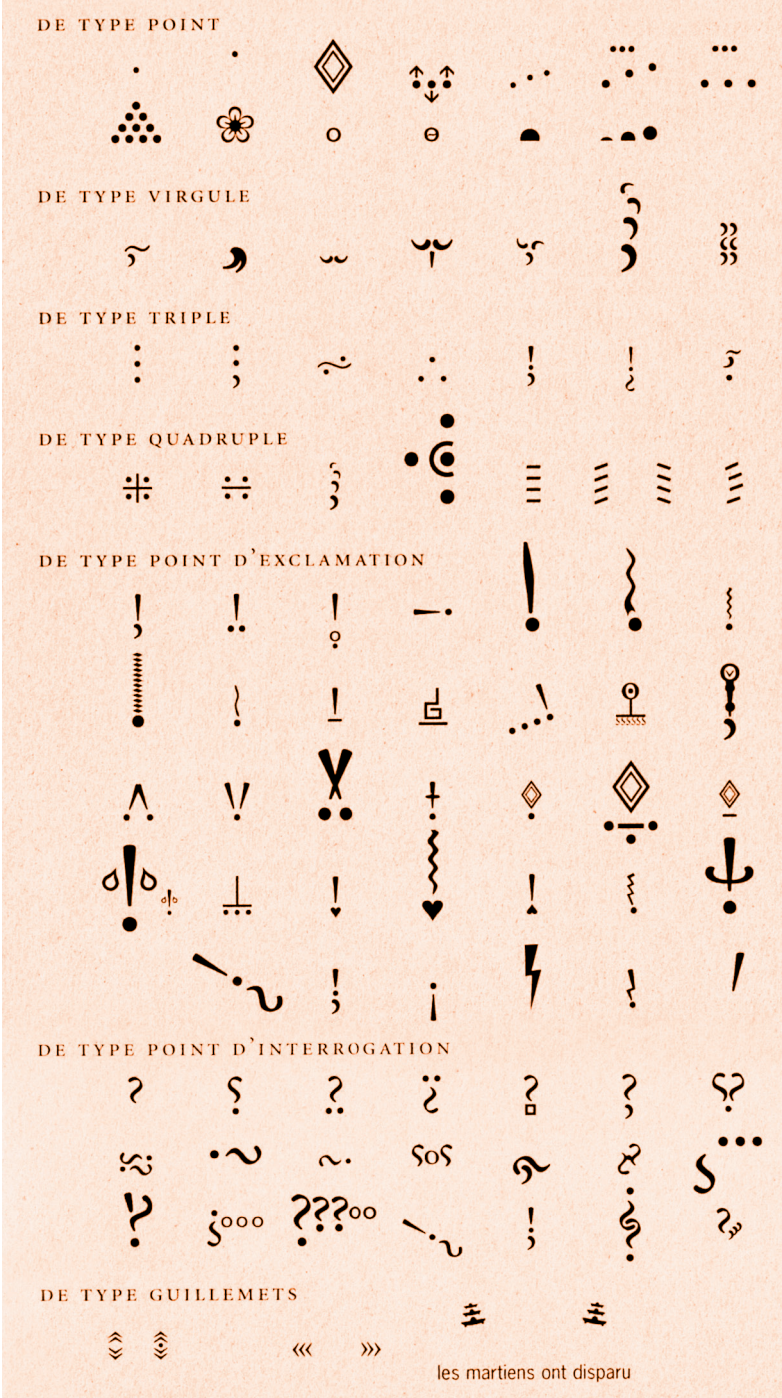 DE TYPE POINT
DE TYPE VIRGULE
DE TYPE TRIPLE
DE TYPE QUADRUPLE
DE TYPE POINT D'EXCLAMATION
DE TYPE POINT D'INTERROGATION
DE TYPE GUILLEMETS
les martiens ont disparu